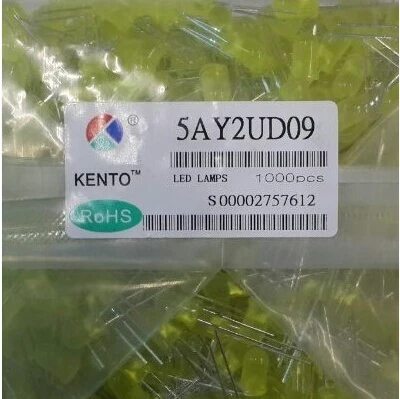 ®
5AY2UD09
KENTO™
LED LAMPS 1000pcs
S00002757612
RoHS